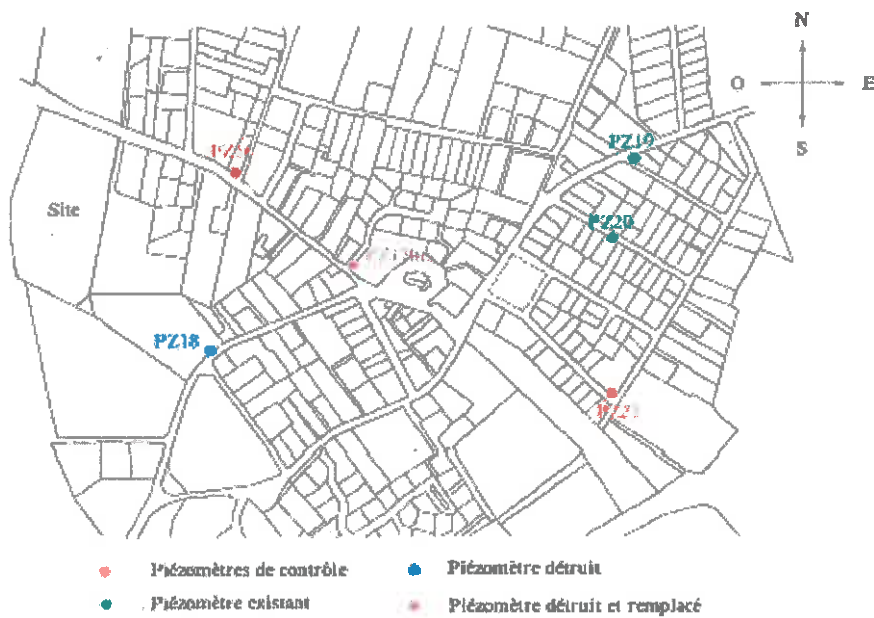 N
O
E
S
PZ19
Site
PZ20
PZ18
Piézomètres de contrôle
Piézomètre détruit
Piézomètre existant
Piézomètre détruit et remplacé